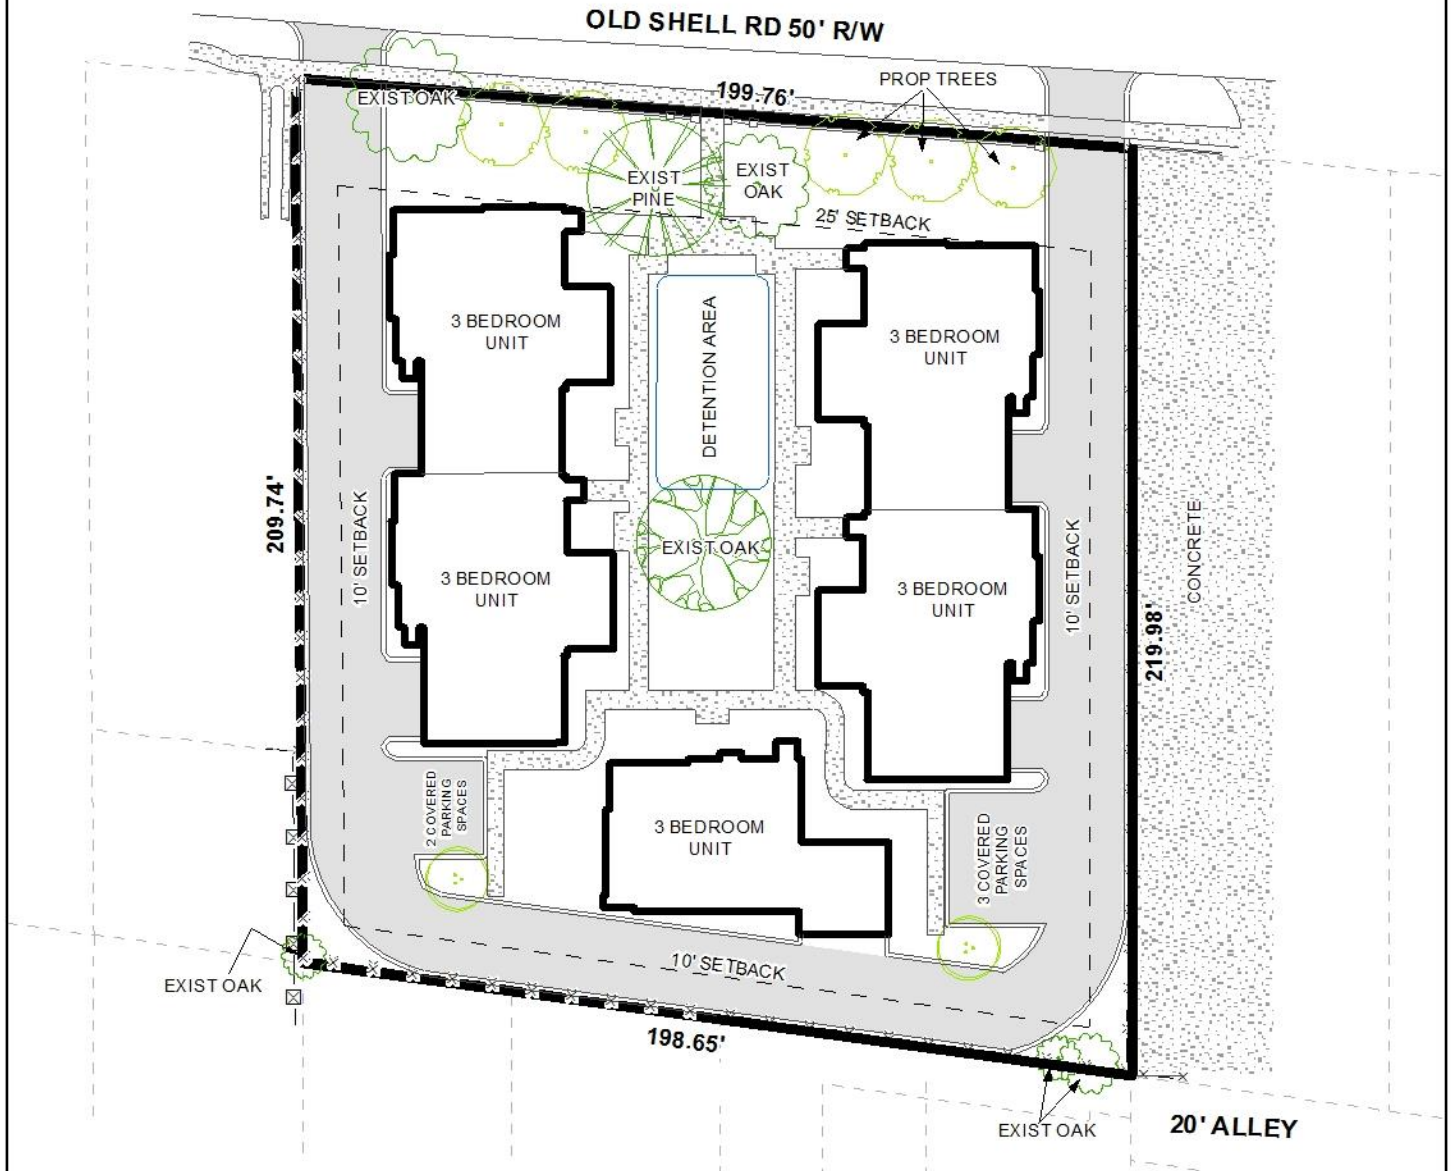 OLD SHELL RD 50' R/W
199.76'
PROP TREES
EXIST OAK
EXIST
PINE
EXIST
OAK
25' SETBACK
3 BEDROOM
UNIT
DETENTION AREA
3 BEDROOM
UNIT
209.74'
10' SETBACK
3 BEDROOM
UNIT
EXIST OAK
3 BEDROOM
UNIT
10' SETBACK
219.98'
CONCRETE
2 COVERED
PARKING
SPACES
3 BEDROOM
UNIT
3 COVERED
PARKING
SPACES
10' SETBACK
EXIST OAK
198.65'
EXIST OAK
20' ALLEY